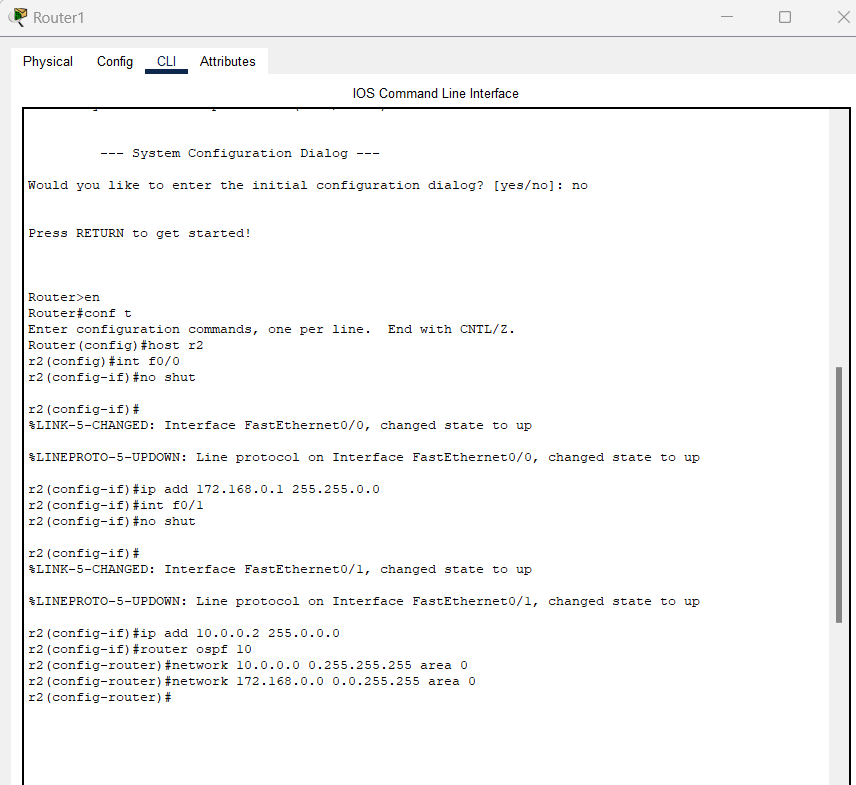 Router1
Physical Config CLI Attributes
IOS Command Line Interface
--- System Configuration Dialog ---
Would you like to enter the initial configuration dialog? [yes/no]: no
Press RETURN to get started!
Router>en
Router#conf t
Enter configuration commands, one per line.  End with CNTL/Z.
Router(config)#host r2
r2(config)#int f0/0
r2(config-if)#no shut
r2(config-if)#
%LINK-5-CHANGED: Interface FastEthernet0/0, changed state to up
%LINEPROTO-5-UPDOWN: Line protocol on Interface FastEthernet0/0, changed state to up
r2(config-if)#ip add 172.168.0.1 255.255.0.0
r2(config-if)#int f0/1
r2(config-if)#no shut
r2(config-if)#
%LINK-5-CHANGED: Interface FastEthernet0/1, changed state to up
%LINEPROTO-5-UPDOWN: Line protocol on Interface FastEthernet0/1, changed state to up
r2(config-if)#ip add 10.0.0.2 255.0.0.0
r2(config-if)#router ospf 10
r2(config-router)#network 10.0.0.0 0.255.255.255 area 0
r2(config-router)#network 172.168.0.0 0.0.255.255 area 0
r2(config-router)#